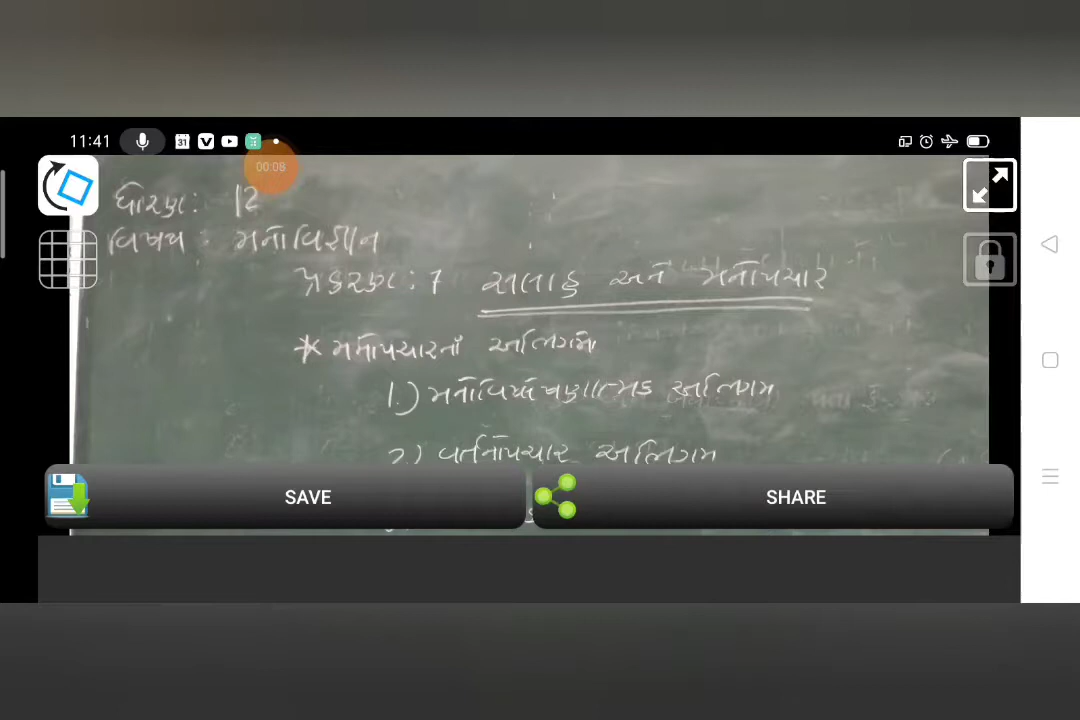 11:41
31
00:08
ધોરણ: 12
વિષય : મનોવિજ્ઞાન
પ્રકરણ : 7 સલાહ અને મનોપચાર
* મનોપચારનાં અભિગમો
1.) મનોવિશ્લેષણાત્મક અભિગમ
2.) વર્તનોપચાર અભિગમ
SAVE
SHARE